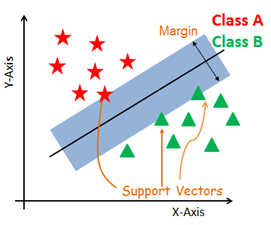 Class A
Margin
Class B
Y-Axis
Support Vectors
X-Axis